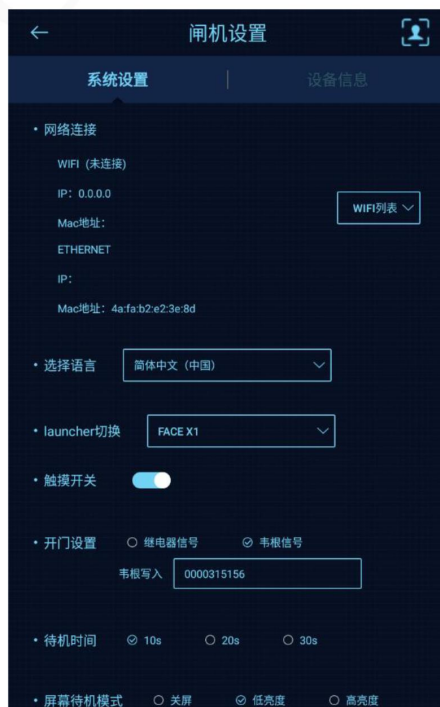 闸机设置
系统设置
设备信息
• 网络连接
WIFI (未连接)
IP: 0.0.0.0
WIFI列表
Mac地址:
ETHERNET
IP:
Mac地址: 4a:fa:b2:e2:3e:8d
• 选择语言 简体中文 (中国)
• launcher切换 FACE X1
• 触摸开关
• 开门设置 继电器信号 韦根信号
韦根写入 0000315156
• 待机时间 10s 20s 30s
• 屏幕待机模式 关屏 低亮度 高亮度